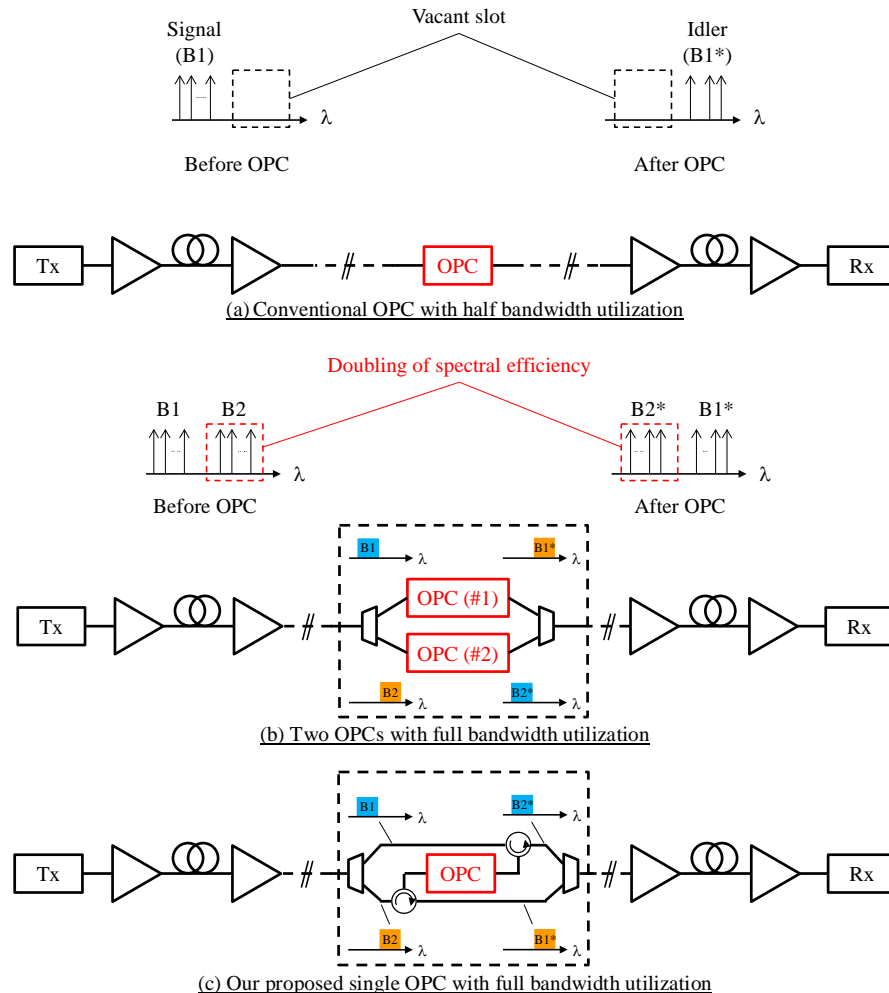 Vacant slot
Signal
(B1)
Idler
(B1*)
λ
λ
Before OPC
After OPC
Tx
OPC
Rx
(a) Conventional OPC with half bandwidth utilization
Doubling of spectral efficiency
B1 B2
B2* B1*
λ
λ
Before OPC
After OPC
B1
λ
B1*
λ
OPC (#1)
Tx
Rx
OPC (#2)
B2
λ
B2*
λ
(b) Two OPCs with full bandwidth utilization
B1
λ
B2*
λ
Tx
OPC
Rx
B2
λ
B1*
λ
(c) Our proposed single OPC with full bandwidth utilization